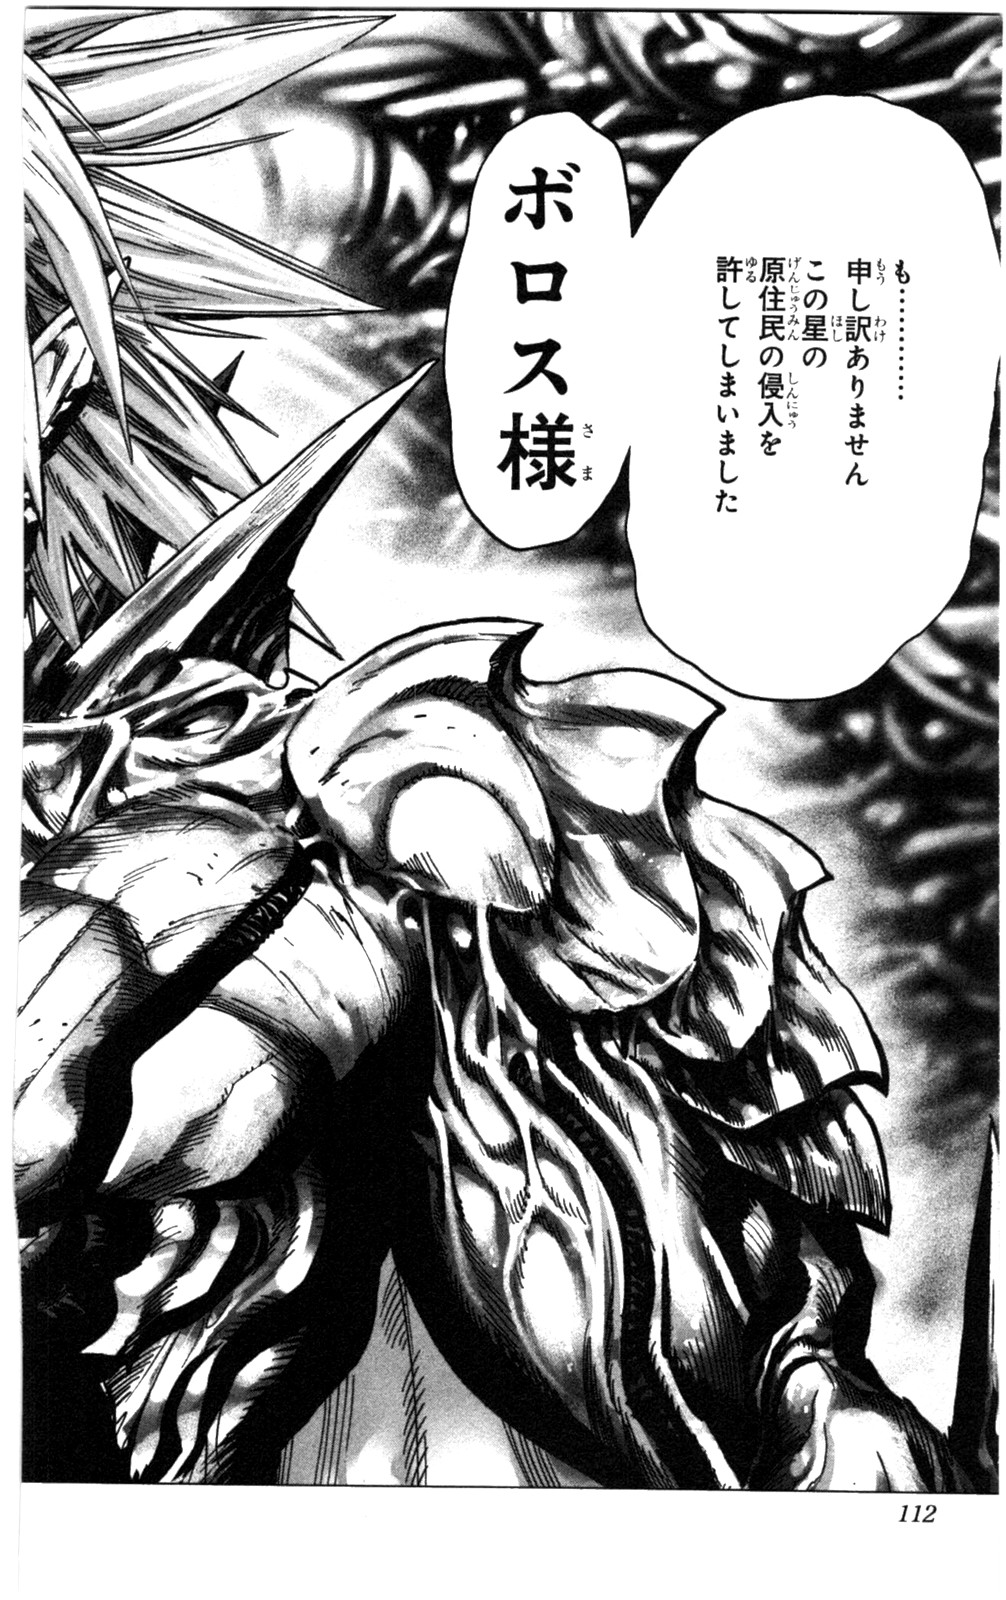 も…………
申し訳ありません
この星の
原住民の侵入を
許してしまいました
ボロス様
112